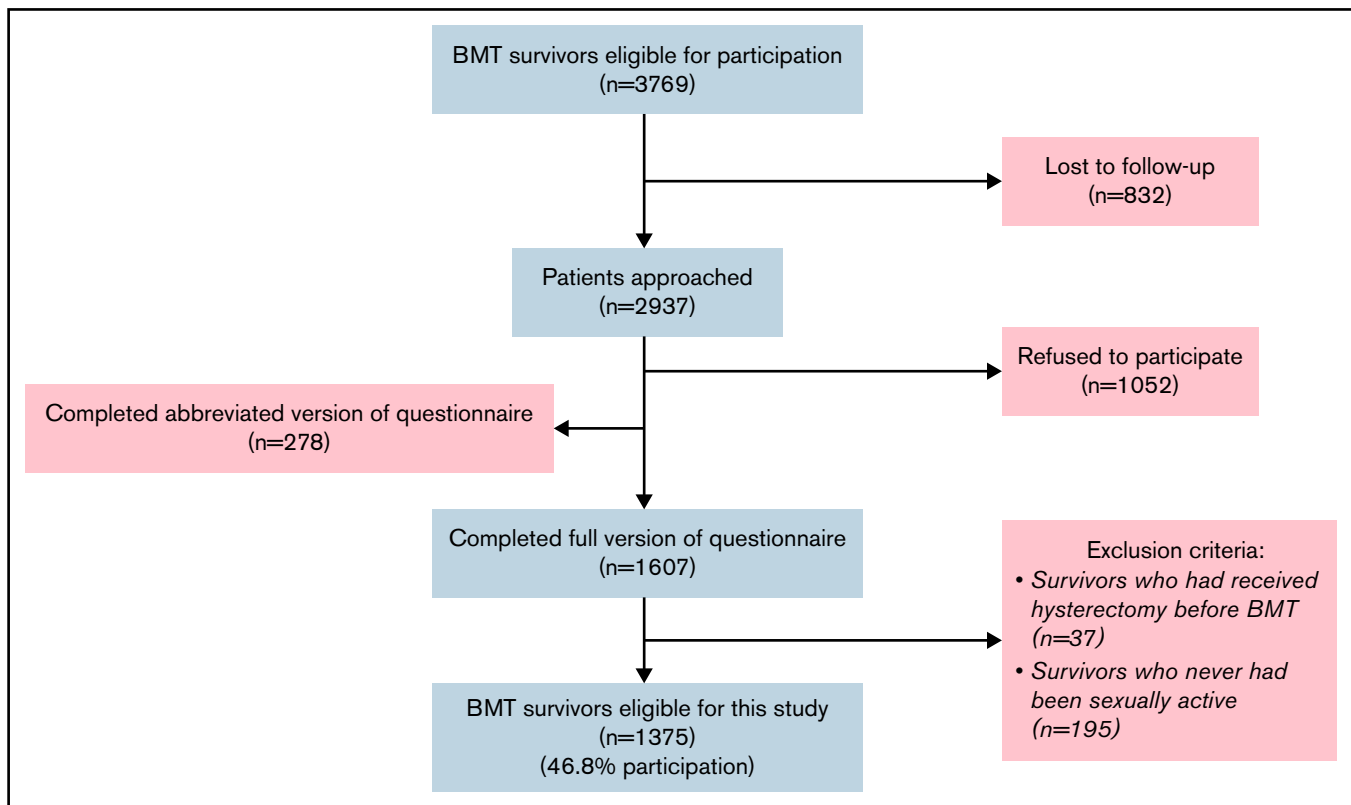 BMT survivors eligible for participation
(n=3769)
Lost to follow-up
(n=832)
Patients approached
(n=2937)
Refused to participate
(n=1052)
Completed abbreviated version of questionnaire
(n=278)
Completed full version of questionnaire
(n=1607)
Exclusion criteria:
• Survivors who had received
hysterectomy before BMT
(n=37)
• Survivors who never had
been sexually active
(n=195)
BMT survivors eligible for this study
(n=1375)
(46.8% participation)